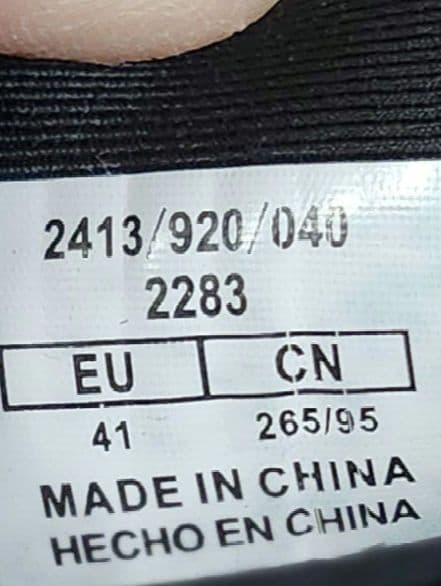 2413/920/040
2283
EU CN
41 265/95
MADE IN CHINA
HECHO EN CHINA